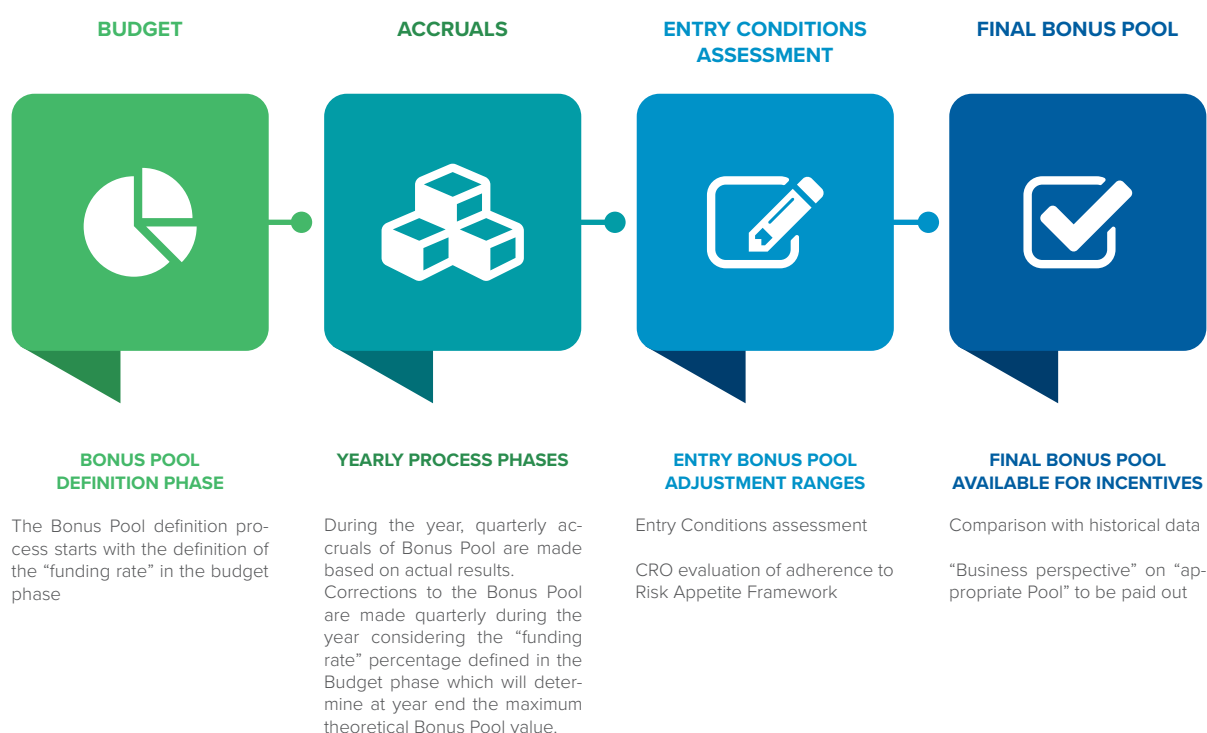 BUDGET
ACCRUALS
ENTRY CONDITIONS
ASSESSMENT
FINAL BONUS POOL
BONUS POOL
DEFINITION PHASE
The Bonus Pool definition pro-
cess starts with the definition of
the “funding rate” in the budget
phase
YEARLY PROCESS PHASES
During the year, quarterly ac-
cruals of Bonus Pool are made
based on actual results.
Corrections to the Bonus Pool
are made quarterly during the
year considering the “funding
rate” percentage defined in the
Budget phase which will deter-
mine at year end the maximum
theoretical Bonus Pool value.
ENTRY BONUS POOL
ADJUSTMENT RANGES
Entry Conditions assessment
CRO evaluation of adherence to
Risk Appetite Framework
FINAL BONUS POOL
AVAILABLE FOR INCENTIVES
Comparison with historical data
“Business perspective” on “ap-
propriate Pool” to be paid out